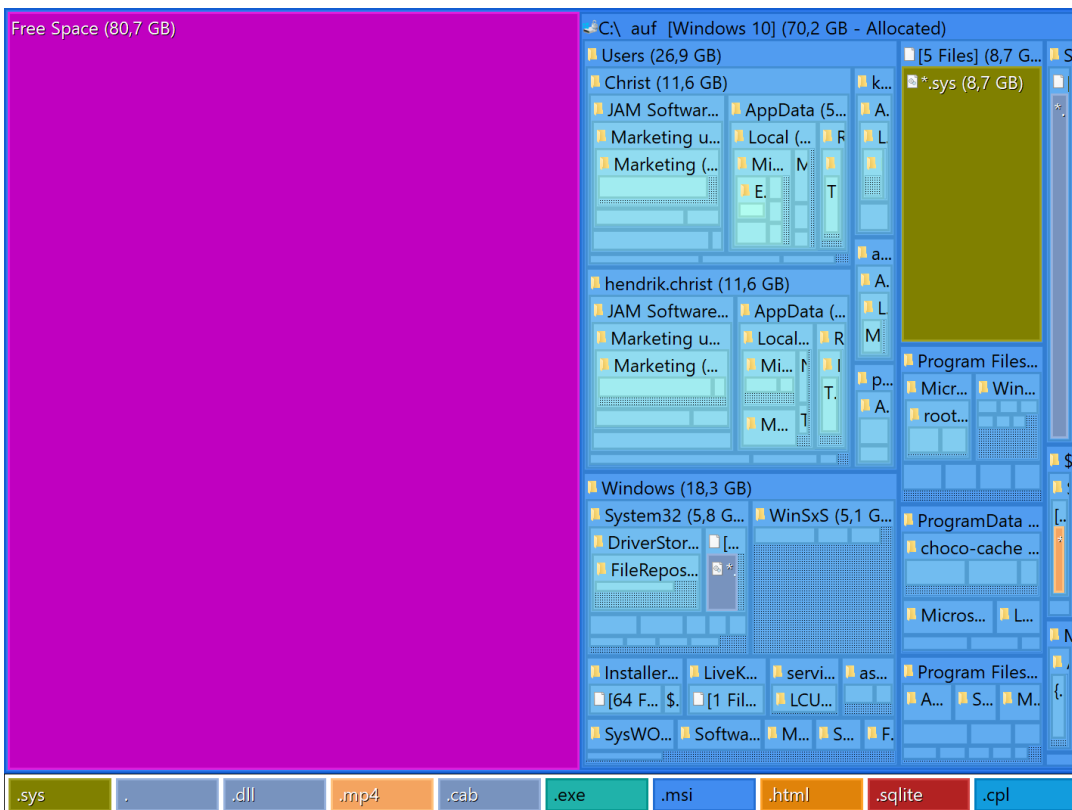 Free Space (80,7 GB)
C:\ auf [Windows 10] (70,2 GB - Allocated)
Users (26,9 GB)
Christ (11,6 GB)
JAM Softwar...
Marketing u...
Marketing (...
AppData (5...
Local (...
Mi...
E.
M
R
T
k...
A.
L
a...
A.
L
M
p...
A.
hendrik.christ (11,6 GB)
JAM Software...
Marketing u...
Marketing (...
AppData (...
Local...
Mi...
M...
T
R
I
T.
Windows (18,3 GB)
System32 (5,8 G...
DriverStor...
FileRepos...
[...
*.
WinSxS (5,1 G...
Installer...
[64 F...
$.
LiveK...
[1 Fil...
servi...
LCU...
as...
SysWO...
Softwa...
M...
S...
F.
[5 Files] (8,7 G...
*.sys (8,7 GB)
Program Files...
Micr...
root...
Win...
ProgramData ...
choco-cache ...
Micros...
L...
Program Files...
A...
S...
M..
S
[
*.
$
[..
*
M
{.
.sys
.
.dll
.mp4
.cab
.exe
.msi
.html
.sqlite
.cpl